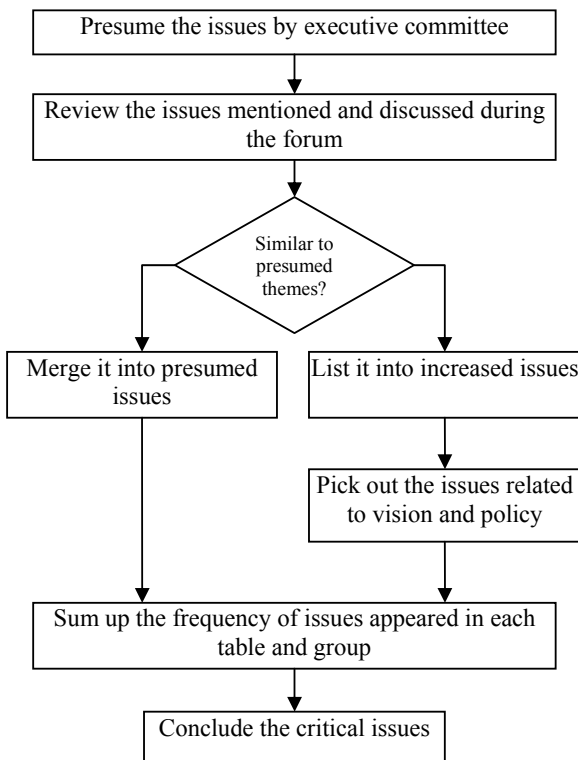 Presume the issues by executive committee
Review the issues mentioned and discussed during
the forum
Similar to
presumed
themes?
Merge it into presumed
issues
List it into increased issues
Pick out the issues related
to vision and policy
Sum up the frequency of issues appeared in each
table and group
Conclude the critical issues